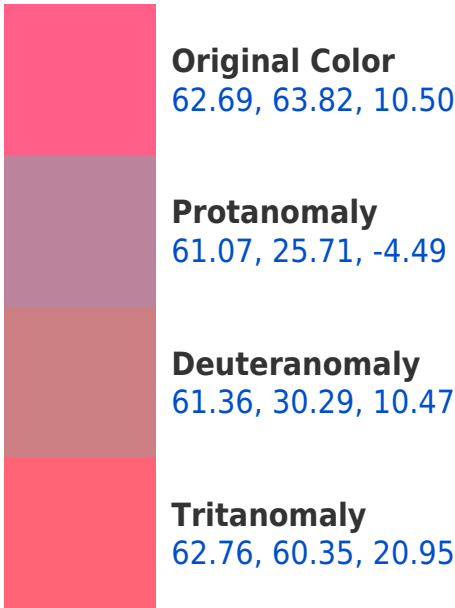 Original Color
62.69, 63.82, 10.50
Protanomaly
61.07, 25.71, -4.49
Deuteranomaly
61.36, 30.29, 10.47
Tritanomaly
62.76, 60.35, 20.95